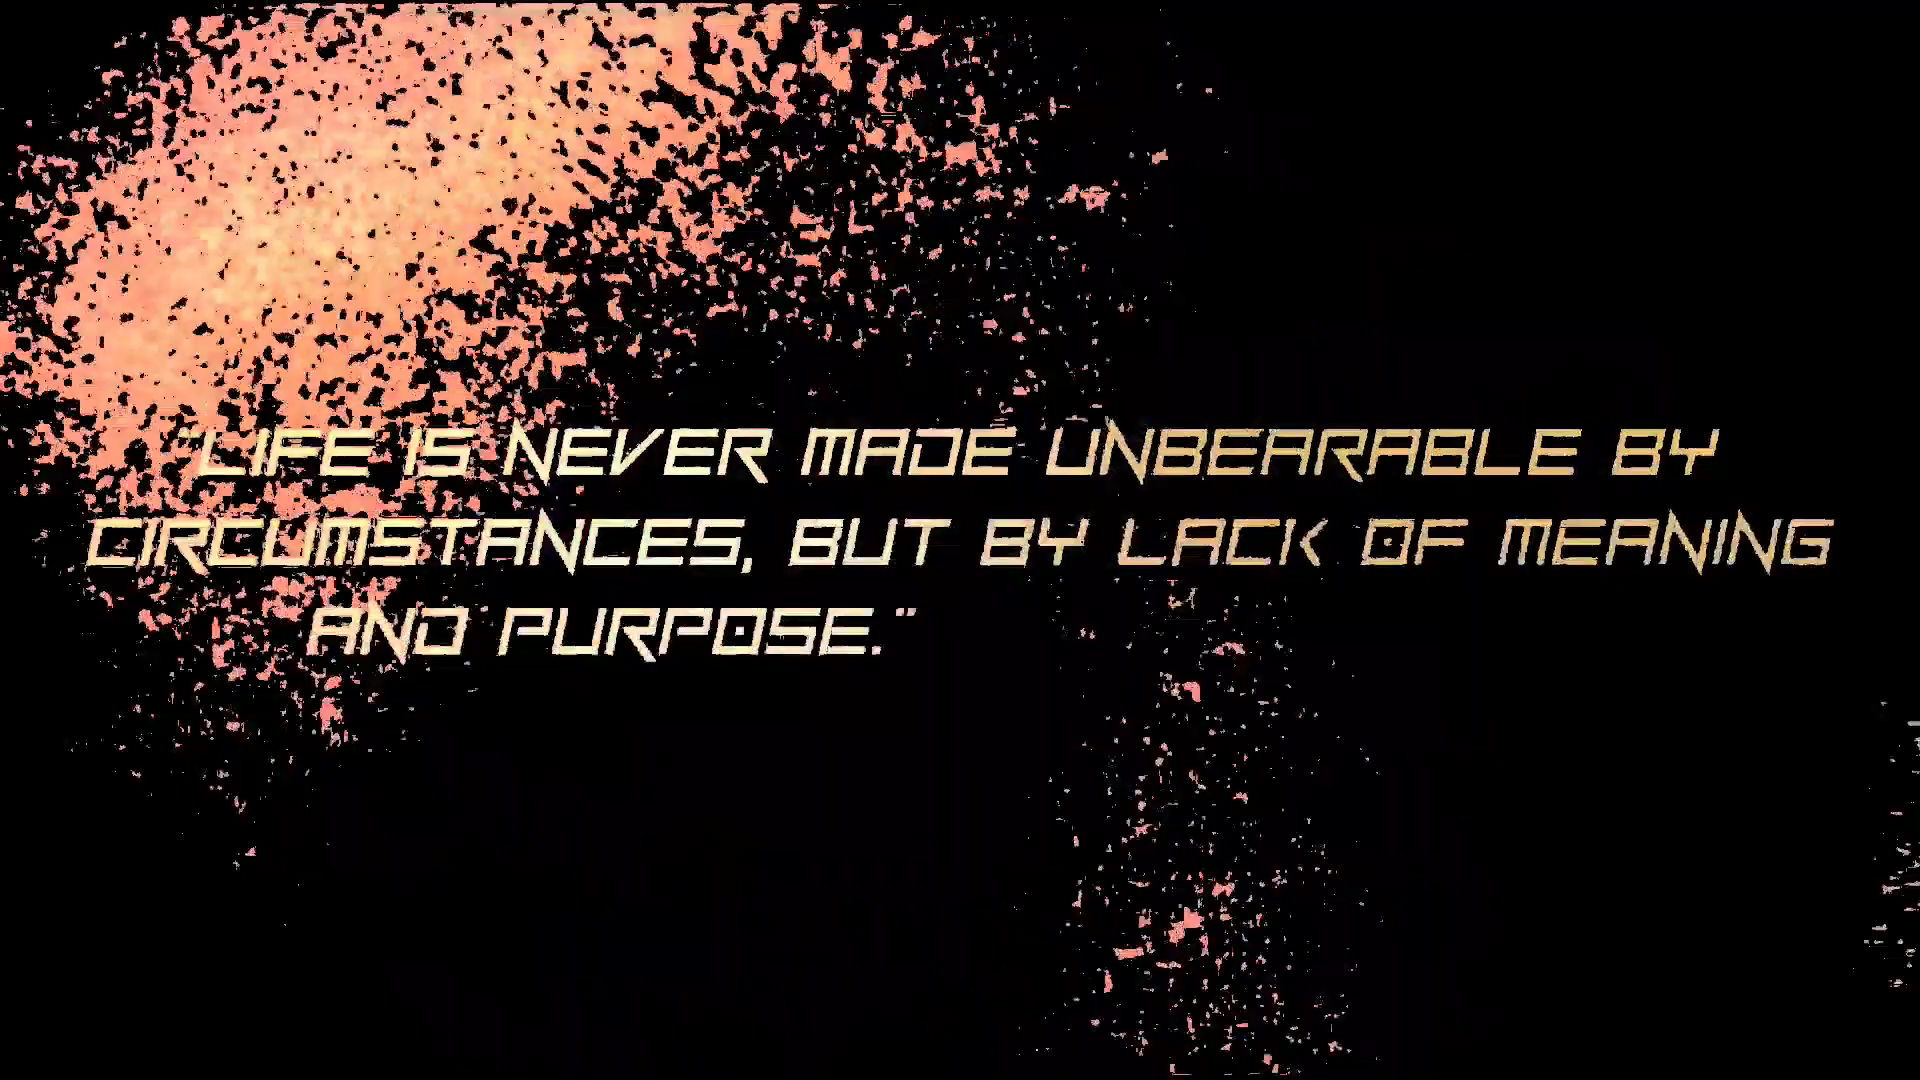 "LIFE IS NEVER MADE UNBEARABLE BY
CIRCUMSTANCES, BUT BY LACK OF MEANING
AND PURPOSE."